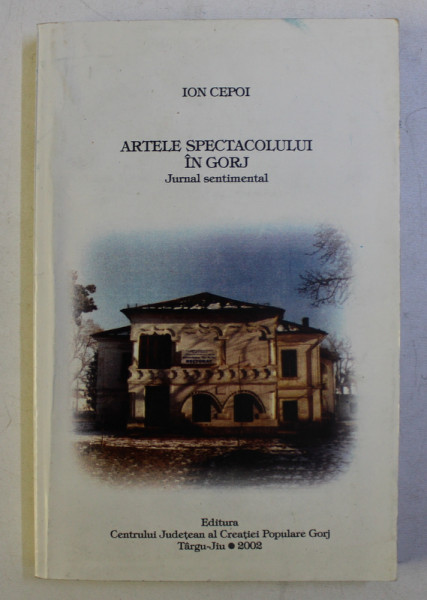 ION CEPOI
ARTELE SPECTACOLULUI
ÎN GORJ
Jurnal sentimental
Editura
Centrului Județean al Creației Populare Gorj
Târgu-Jiu ● 2002